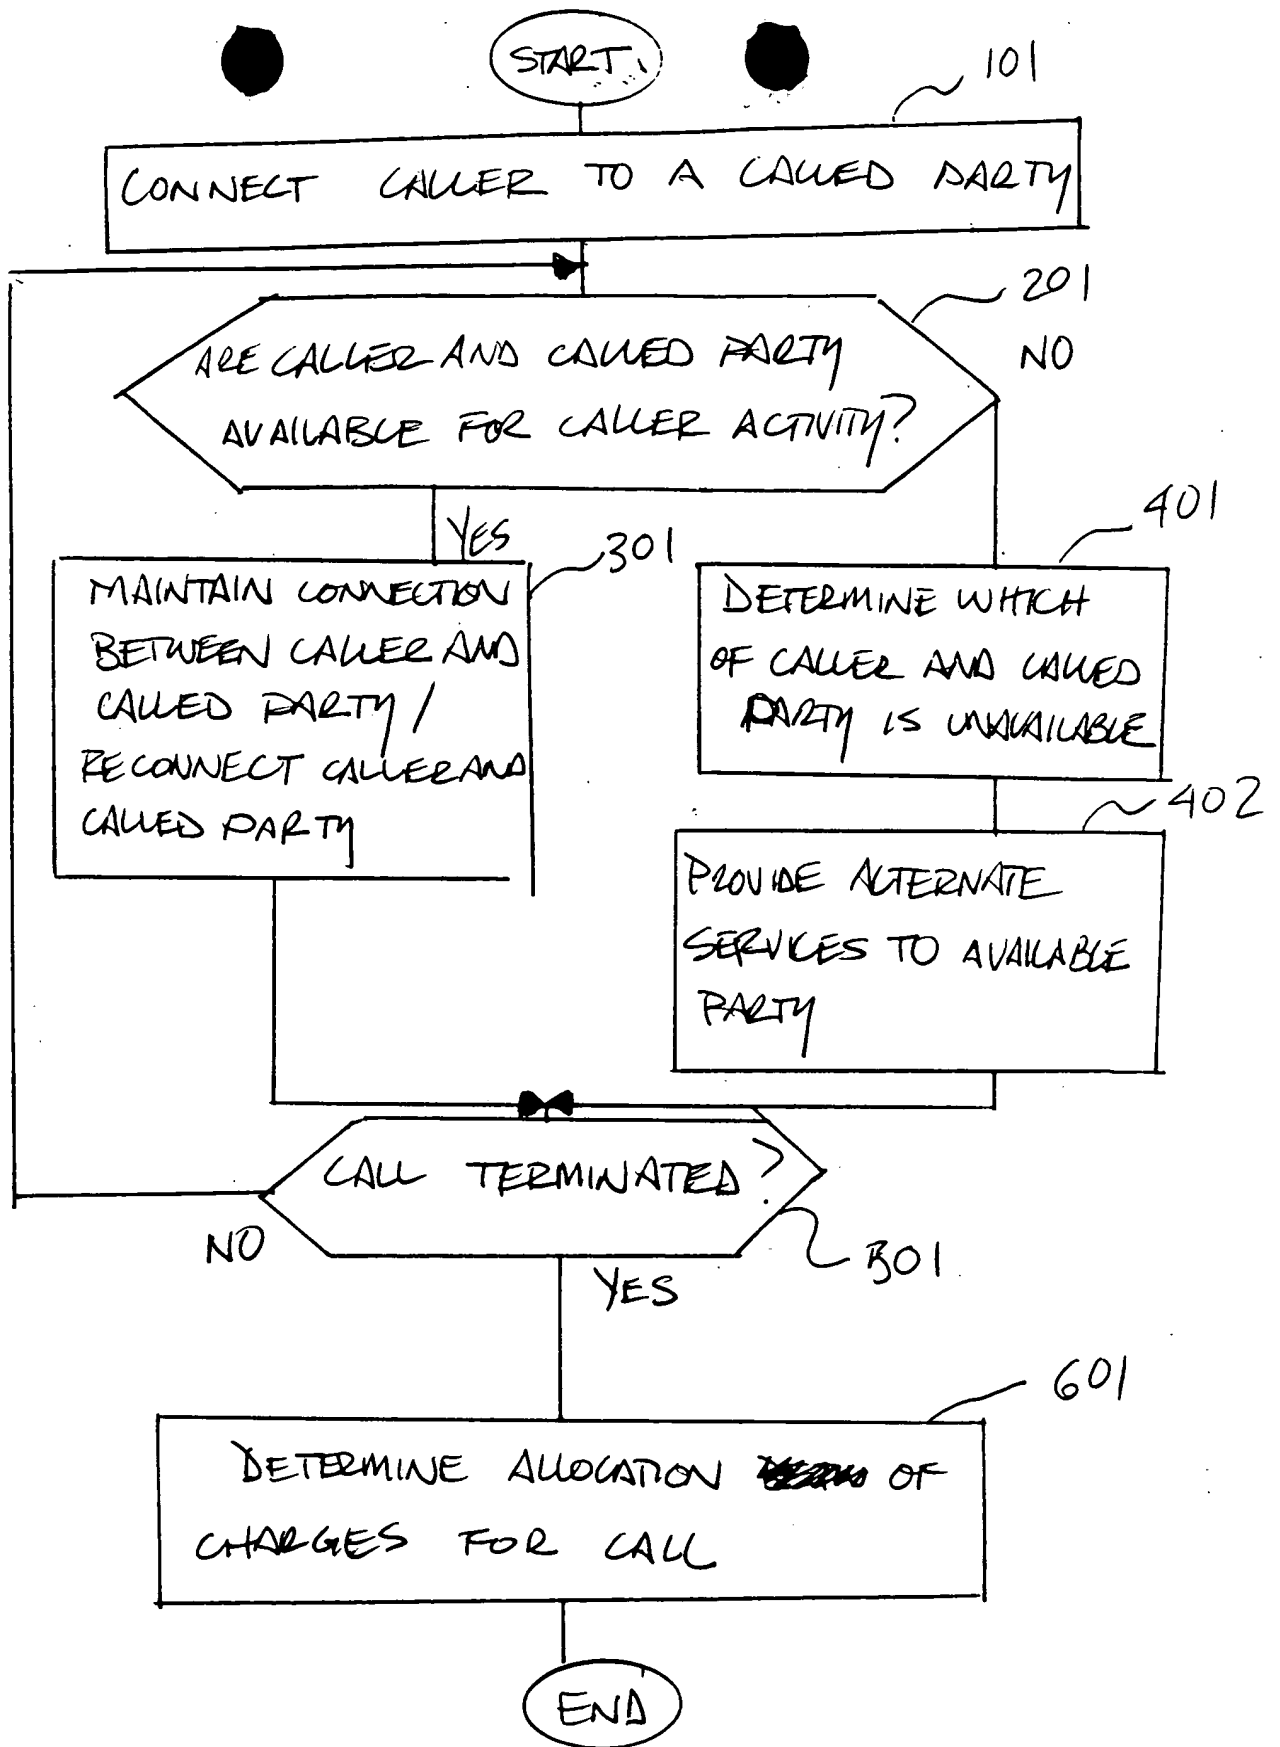 START
101
CONNECT CALLER TO A CALLED PARTY
201
ARE CALLER AND CALLED PARTY
AVAILABLE FOR CALLER ACTIVITY?
NO
YES
301
MAINTAIN CONNECTION
BETWEEN CALLER AND
CALLED PARTY /
RECONNECT CALLER AND
CALLED PARTY
401
DETERMINE WHICH
OF CALLER AND CALLED
PARTY IS UNAVAILABLE
402
PROVIDE ALTERNATE
SERVICES TO AVAILABLE
PARTY
CALL TERMINATED?
NO
501
YES
601
DETERMINE ALLOCATION OF
CHARGES FOR CALL
END